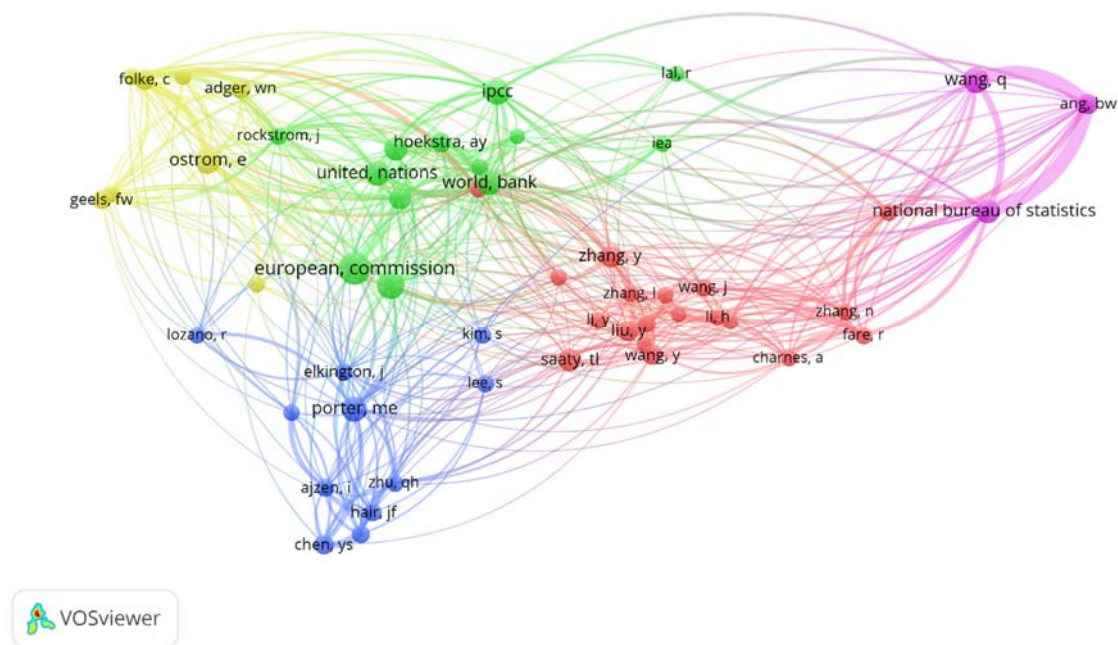 folke, c
adger, wn
ipcc
lal, r
wang, q
ang, bw
rockstrom, j
hoekstra, ay
iea
ostrom, e
united, nations
world, bank
geels, fw
national bureau of statistics
european, commission
zhang, y
zhang, l
wang, j
li, y
liu, y
li, h
zhang, n
fare, r
lozano, r
kim, s
saaty, tl
wang, y
charnes, a
elkington, j
lee, s
porter, me
ajzen, i
zhu, qh
hair, jf
chen, ys
VOSviewer